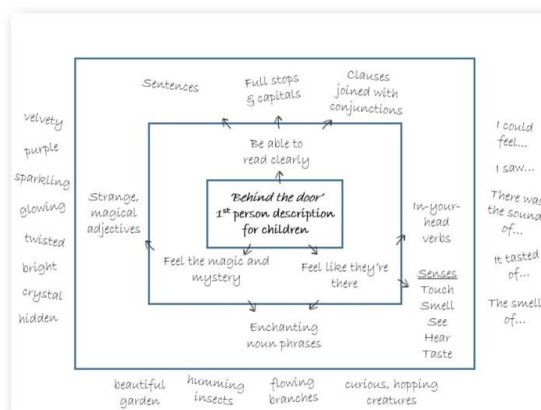 Sentences
Full stops
& capitals
Clauses
joined with
conjunctions
velvety
purple
sparkling
glowing
twisted
bright
crystal
hidden
Be able to
read clearly
Strange,
magical
adjectives
'Behind the door'
1st person description
for children
Feel the magic and
mystery
Feel like they're
there
In-your-
head
verbs
Senses
Touch
Smell
See
Hear
Taste
Enchanting
noun phrases
I could
feel...
I saw...
There was
the sound
of...
It tasted
of...
The smell
of...
beautiful
garden
humming
insects
flowing
branches
curious, hopping
creatures